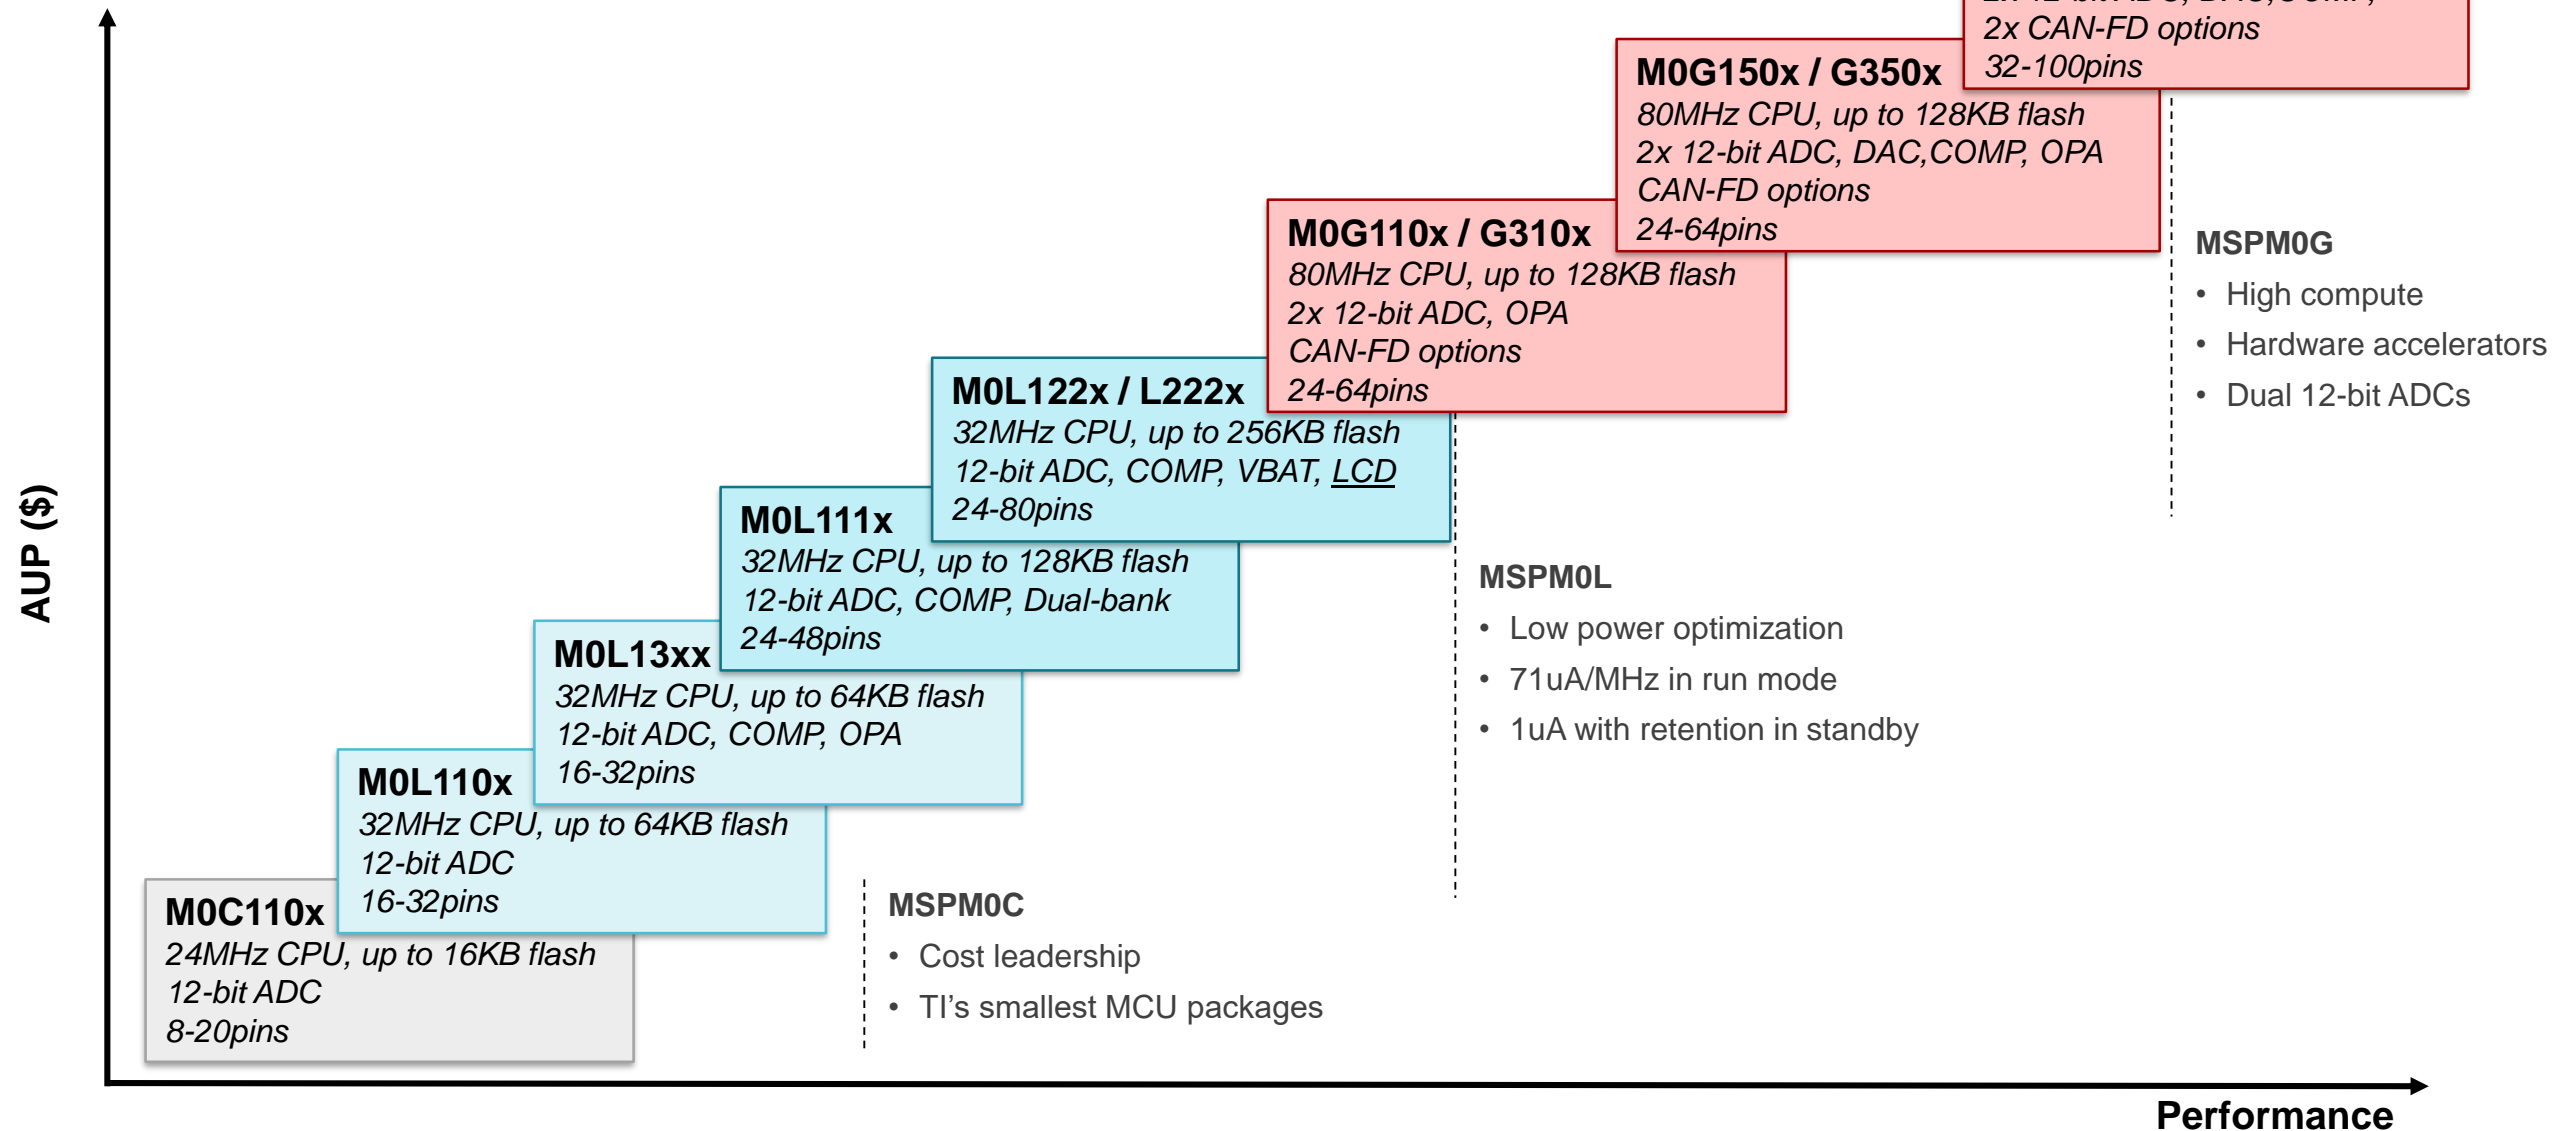 2x CAN-FD options
32-100pins
M0G150x / G350x
80MHz CPU, up to 128KB flash
2x 12-bit ADC, DAC,COMP, OPA
CAN-FD options
24-64pins
M0G110x / G310x
80MHz CPU, up to 128KB flash
2x 12-bit ADC, OPA
CAN-FD options
24-64pins
MSPM0G
• High compute
• Hardware accelerators
• Dual 12-bit ADCs
M0L122x / L222x
32MHz CPU, up to 256KB flash
12-bit ADC, COMP, VBAT, LCD
24-80pins
M0L111x
32MHz CPU, up to 128KB flash
12-bit ADC, COMP, Dual-bank
24-48pins
MSPM0L
• Low power optimization
• 71uA/MHz in run mode
• 1uA with retention in standby
M0L13xx
32MHz CPU, up to 64KB flash
12-bit ADC, COMP, OPA
16-32pins
M0L110x
32MHz CPU, up to 64KB flash
12-bit ADC
16-32pins
M0C110x
24MHz CPU, up to 16KB flash
12-bit ADC
8-20pins
MSPM0C
• Cost leadership
• TI's smallest MCU packages
AUP ($)
Performance